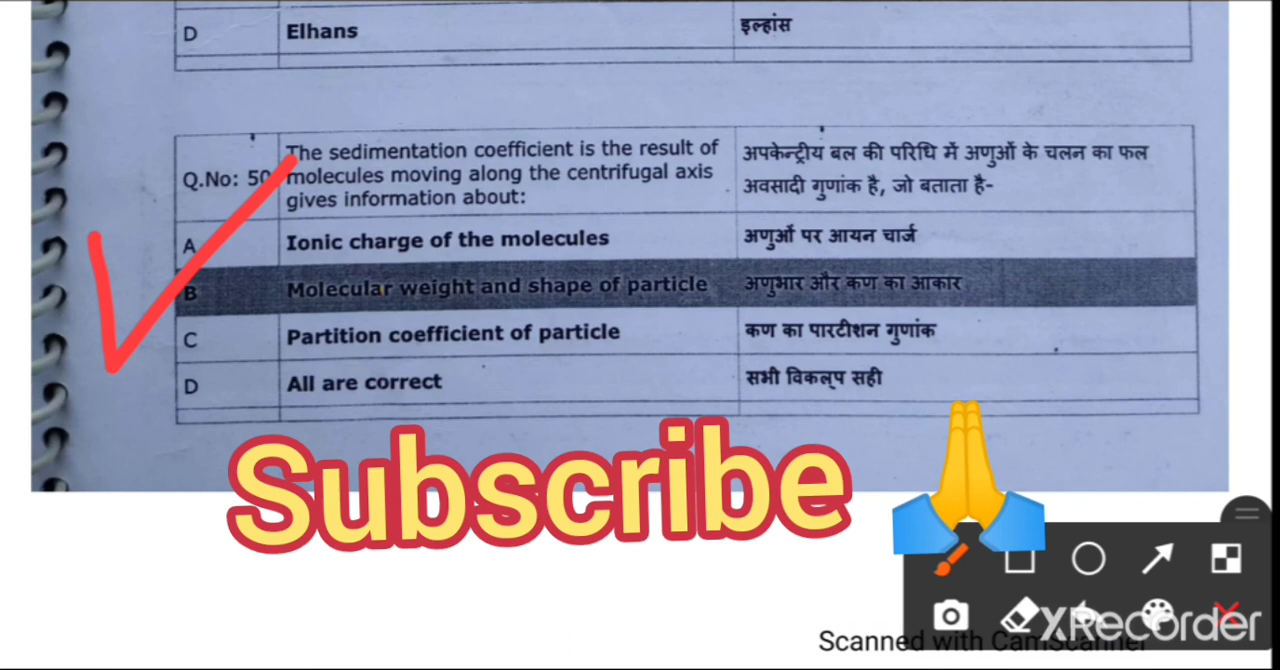 D Elhans इल्हांस
Q.No: 50 The sedimentation coefficient is the result of अपकेन्द्रीय बल की परिधि में अणुओं के चलन का फल
molecules moving along the centrifugal axis अवसादी गुणांक है, जो बताता है-
gives information about:
A Ionic charge of the molecules अणुओं पर आयन चार्ज
B Molecular weight and shape of particle अणुभार और कण का आकार
C Partition coefficient of particle कण का पारटीशन गुणांक
D All are correct सभी विकल्प सही
Subscribe
XRecorder
Scanned with CamScanner